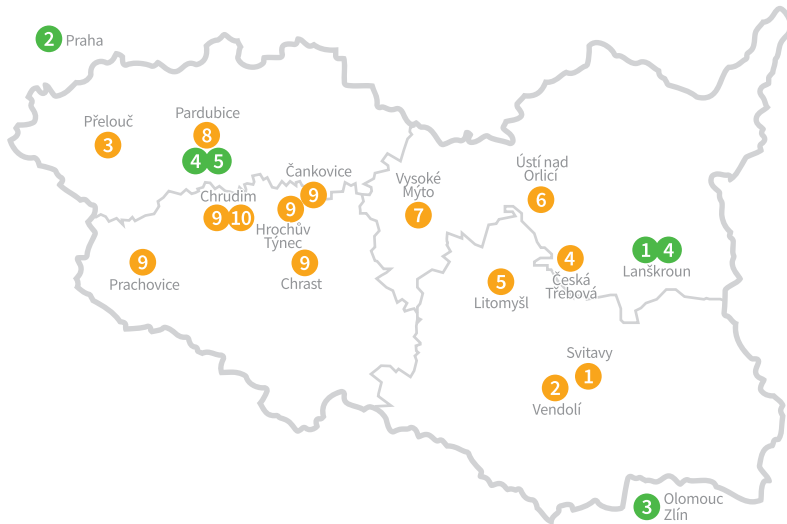 2 Praha
Pardubice
8
4 5
Přelouč
3
Čankovice
9
Chrudim
9 10
9
Hrochův
Týnec
9
Prachovice
9
Chrast
Vysoké
Mýto
7
Ústí nad
Orlicí
6
1 4
Lanškroun
4
Česká
Třebová
5
Litomyšl
Svitavy
1
2
Vendolí
3 Olomouc
Zlín